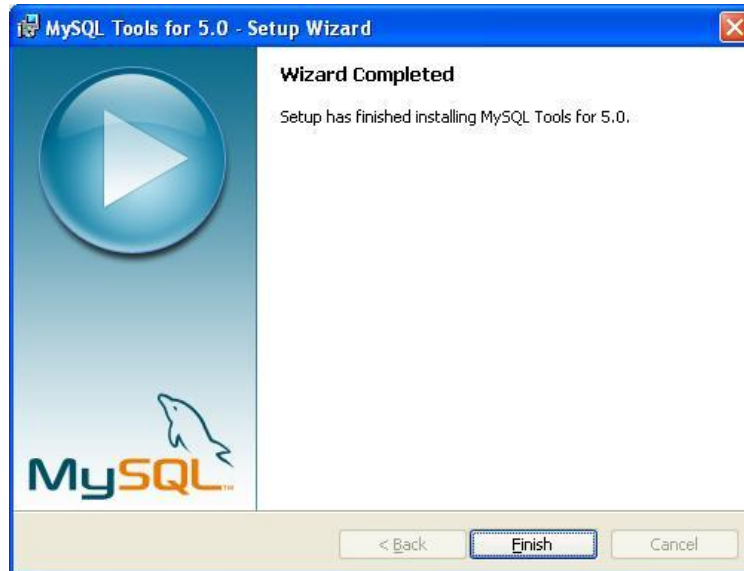 MySQL Tools for 5.0 - Setup Wizard
Wizard Completed
Setup has finished installing MySQL Tools for 5.0.
MySQL™
< Back
Finish
Cancel